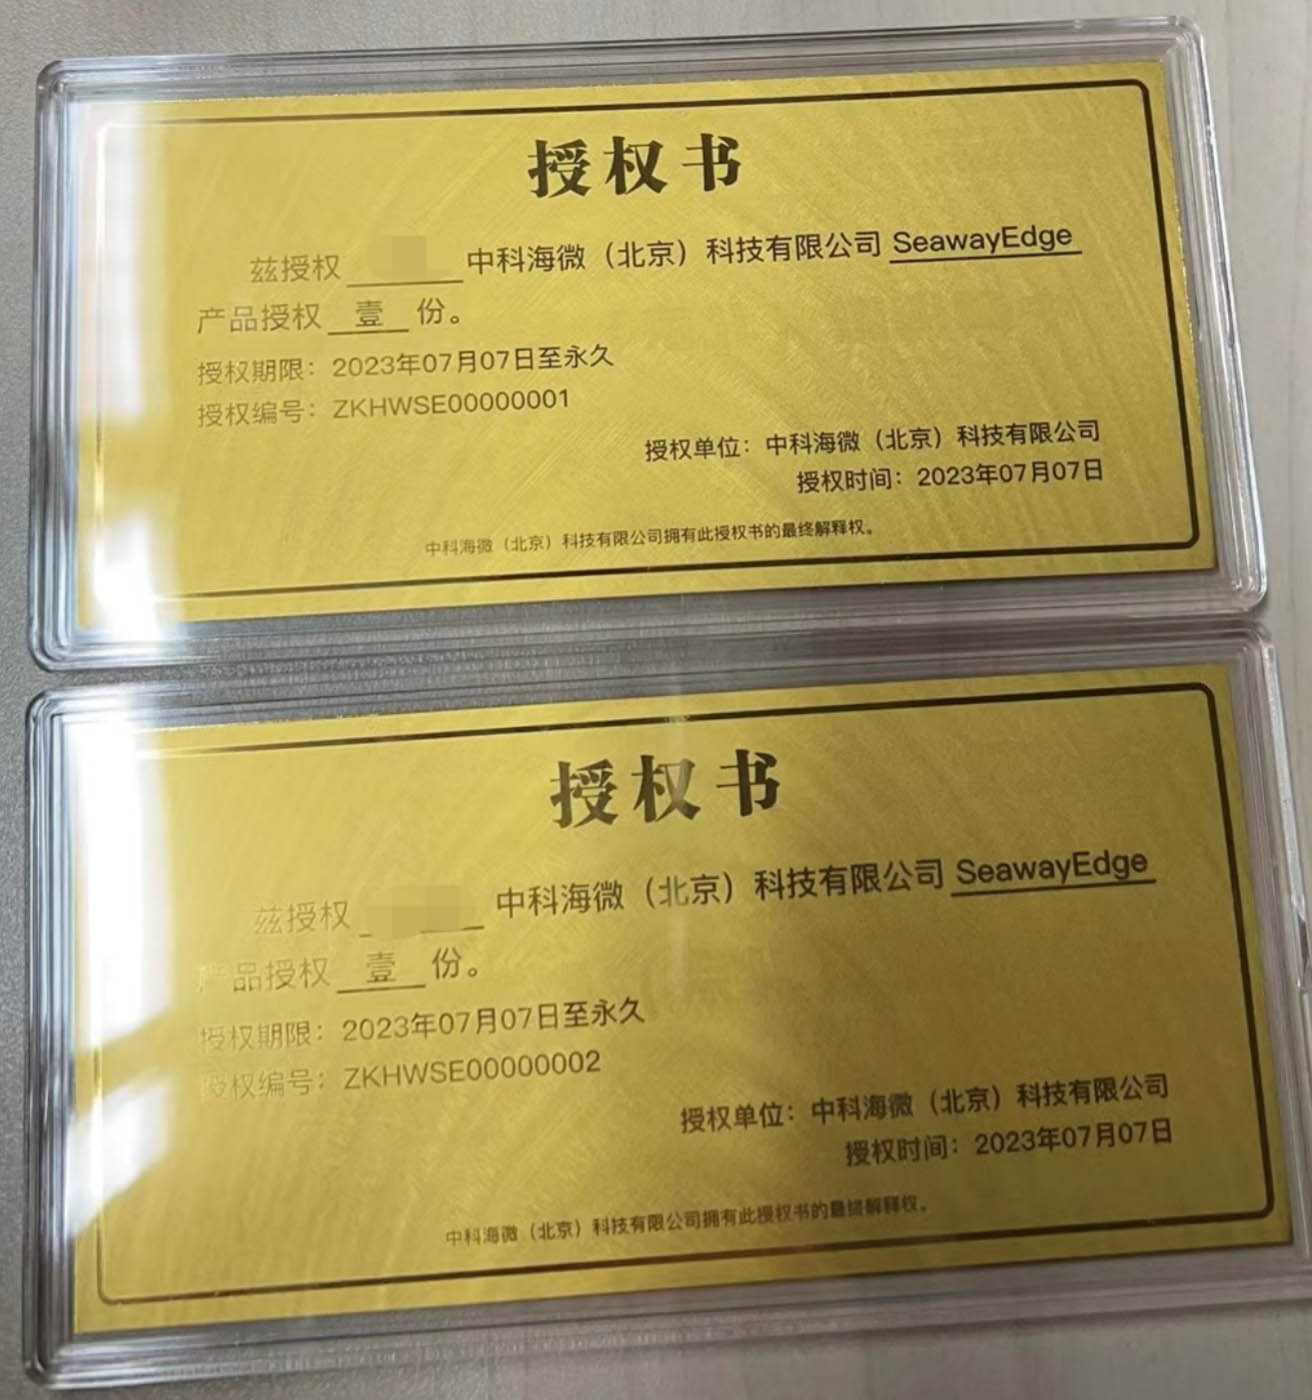 授权书
兹授权 中科海微（北京）科技有限公司 SeawayEdge
产品授权 壹 份。
授权期限：2023年07月07日至永久
授权编号：ZKHWSE00000001
授权单位：中科海微（北京）科技有限公司
授权时间：2023年07月07日
中科海微（北京）科技有限公司拥有此授权书的最终解释权。
授权书
兹授权 中科海微（北京）科技有限公司 SeawayEdge
产品授权 壹 份。
授权期限：2023年07月07日至永久
授权编号：ZKHWSE00000002
授权单位：中科海微（北京）科技有限公司
授权时间：2023年07月07日
中科海微（北京）科技有限公司拥有此授权书的最终解释权。